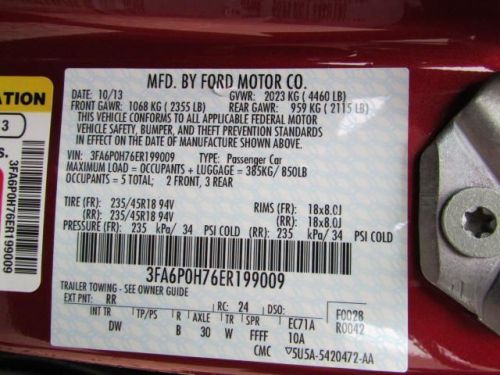 MFD. BY FORD MOTOR CO.
DATE: 10/13 GVWR: 2023 KG ( 4460 LB)
FRONT GAWR: 1068 KG ( 2355 LB) REAR GAWR: 959 KG ( 2115 LB)
THIS VEHICLE CONFORMS TO ALL APPLICABLE FEDERAL MOTOR
VEHICLE SAFETY, BUMPER, AND THEFT PREVENTION STANDARDS
IN EFFECT ON THE DATE OF MANUFACTURE SHOWN ABOVE.
VIN: 3FA6P0H76ER199009 TYPE: Passenger Car
MAXIMUM LOAD = OCCUPANTS + LUGGAGE = 385KG/ 850LB
OCCUPANTS = 5 TOTAL; 2 FRONT, 3 REAR
TIRE (FR): 235/45R18 94V RIMS (FR): 18x8.0J
(RR): 235/45R18 94V (RR): 18x8.0J
PRESSURE (FR): 235 kPa/ 34 PSI COLD (RR): 235 kPa/ 34 PSI COLD
3FA6P0H76ER199009
TRAILER TOWING - SEE OWNER GUIDE
EXT PNT: RR RC: 24 DSO: F0028
INT TR TP/PS R AXLE TR SPR EC71A R0042
DW B 30 W FFFF 10A
CMC ▽5U5A-5420472-AA
ATION
3
s.
3FA6P0H76ER199009